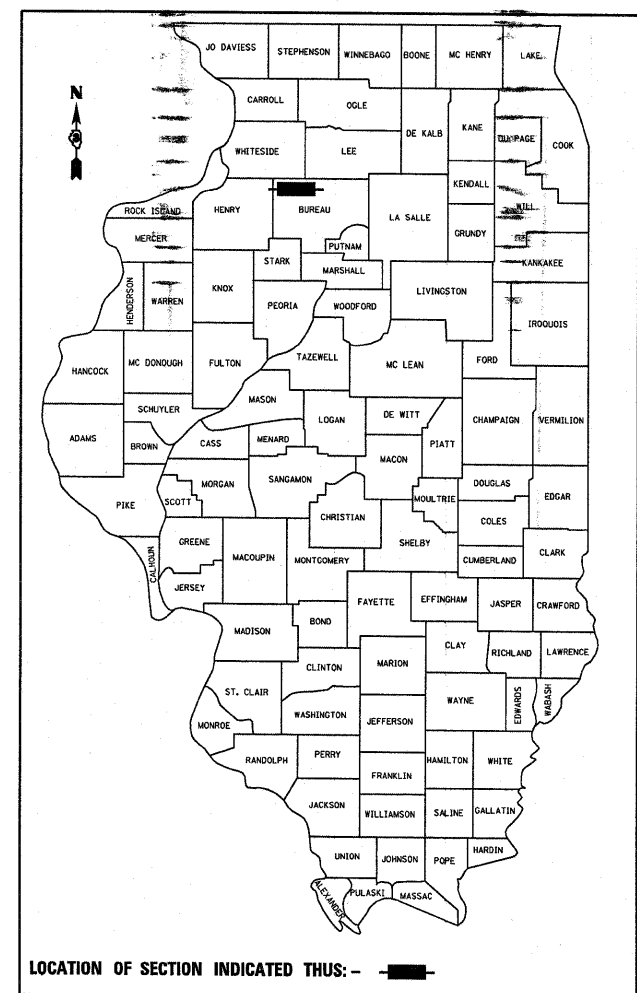 JO DAVIESS
STEPHENSON
WINNEBAGO
BOONE
MC HENRY
LAKE
N
CARROLL
OGLE
DE KALB
KANE
DU PAGE
COOK
WHITESIDE
LEE
KENDALL
WILL
ROCK ISLAND
HENRY
BUREAU
LA SALLE
GRUNDY
MERCER
PUTNAM
STARK
MARSHALL
KANKAKEE
HENDERSON
WARREN
KNOX
PEORIA
WOODFORD
LIVINGSTON
IROQUOIS
HANCOCK
MC DONOUGH
FULTON
TAZEWELL
MC LEAN
FORD
MASON
SCHUYLER
LOGAN
DE WITT
CHAMPAIGN
VERMILION
ADAMS
BROWN
CASS
MENARD
PIATT
MACON
MORGAN
SANGAMON
DOUGLAS
EDGAR
PIKE
SCOTT
MOULTRIE
CHRISTIAN
COLES
GREENE
MACOUPIN
MONTGOMERY
SHELBY
CUMBERLAND
CLARK
CALHOUN
JERSEY
FAYETTE
EFFINGHAM
JASPER
CRAWFORD
MADISON
BOND
CLAY
RICHLAND
LAWRENCE
CLINTON
MARION
ST. CLAIR
WAYNE
EDWARDS
WABASH
WASHINGTON
JEFFERSON
MONROE
RANDOLPH
PERRY
HAMILTON
WHITE
FRANKLIN
JACKSON
WILLIAMSON
SALINE
GALLATIN
HARDIN
UNION
JOHNSON
POPE
ALEXANDER
PULASKI
MASSAC
LOCATION OF SECTION INDICATED THUS: -